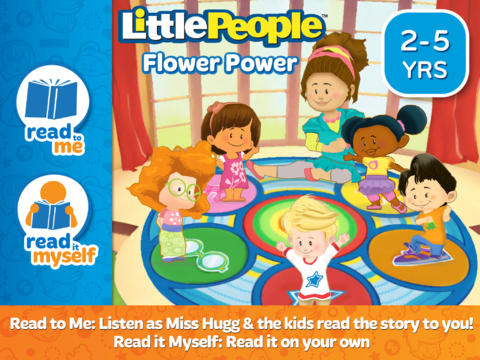 LittlePeople™
Flower Power
2-5
YRS
read to
me
read it
myself
Read to Me: Listen as Miss Hugg & the kids read the story to you!
Read it Myself: Read it on your own